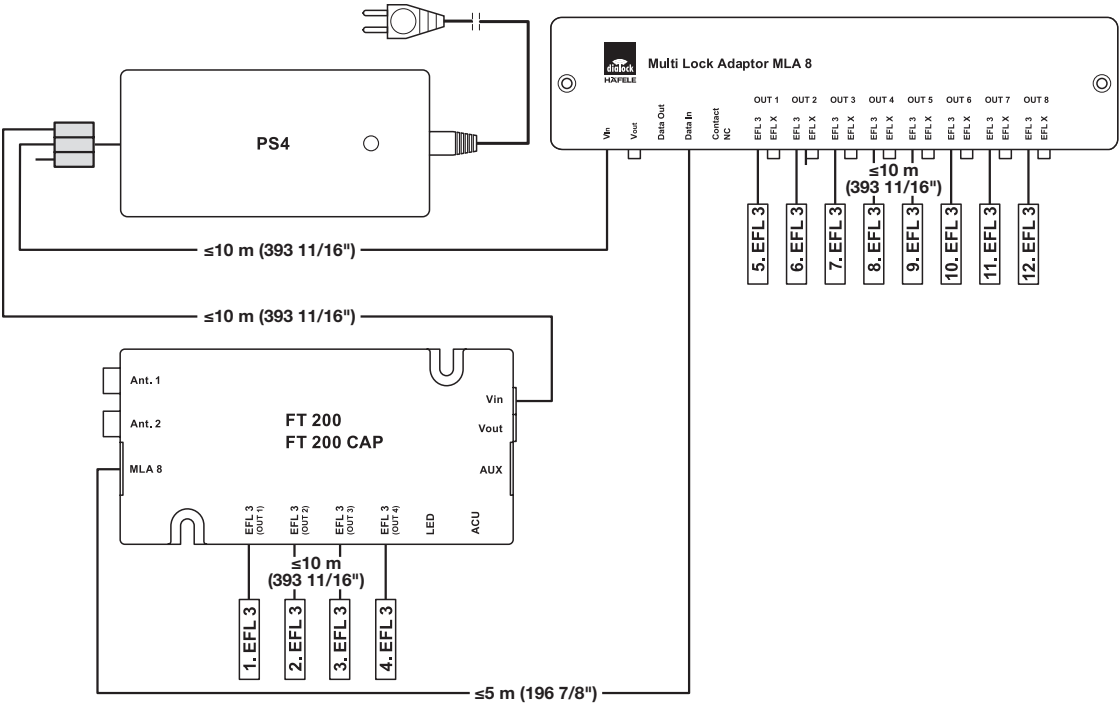 dialock
HÄFELE
Multi Lock Adaptor MLA 8
OUT 1 OUT 2 OUT 3 OUT 4 OUT 5 OUT 6 OUT 7 OUT 8
Vin
Vout
Data Out
Data In
Contact
NC
EFL 3
EFL X
EFL 3
EFL X
EFL 3
EFL X
EFL 3
EFL X
EFL 3
EFL X
EFL 3
EFL X
EFL 3
EFL X
EFL 3
EFL X
PS4
≤10 m
(393 11/16")
5. EFL 3
6. EFL 3
7. EFL 3
8. EFL 3
9. EFL 3
10. EFL 3
11. EFL 3
12. EFL 3
≤10 m (393 11/16")
≤10 m (393 11/16")
Ant. 1
Ant. 2
MLA 8
FT 200
FT 200 CAP
Vin
Vout
AUX
EFL 3
(OUT 1)
EFL 3
(OUT 2)
EFL 3
(OUT 3)
EFL 3
(OUT 4)
LED
ACU
≤10 m
(393 11/16")
1. EFL 3
2. EFL 3
3. EFL 3
4. EFL 3
≤5 m (196 7/8")